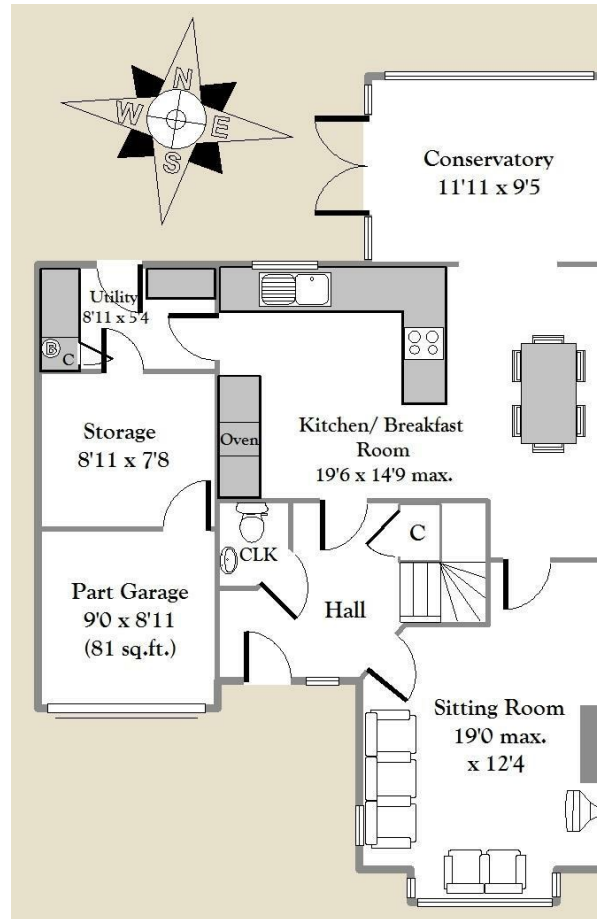 N
W
E
S
Conservatory
11'11 x 9'5
Utility
8'11 x 5'4
B
C
Storage
8'11 x 7'8
Oven
Kitchen/ Breakfast
Room
19'6 x 14'9 max.
CLK
C
Part Garage
9'0 x 8'11
(81 sq.ft.)
Hall
Sitting Room
19'0 max.
x 12'4